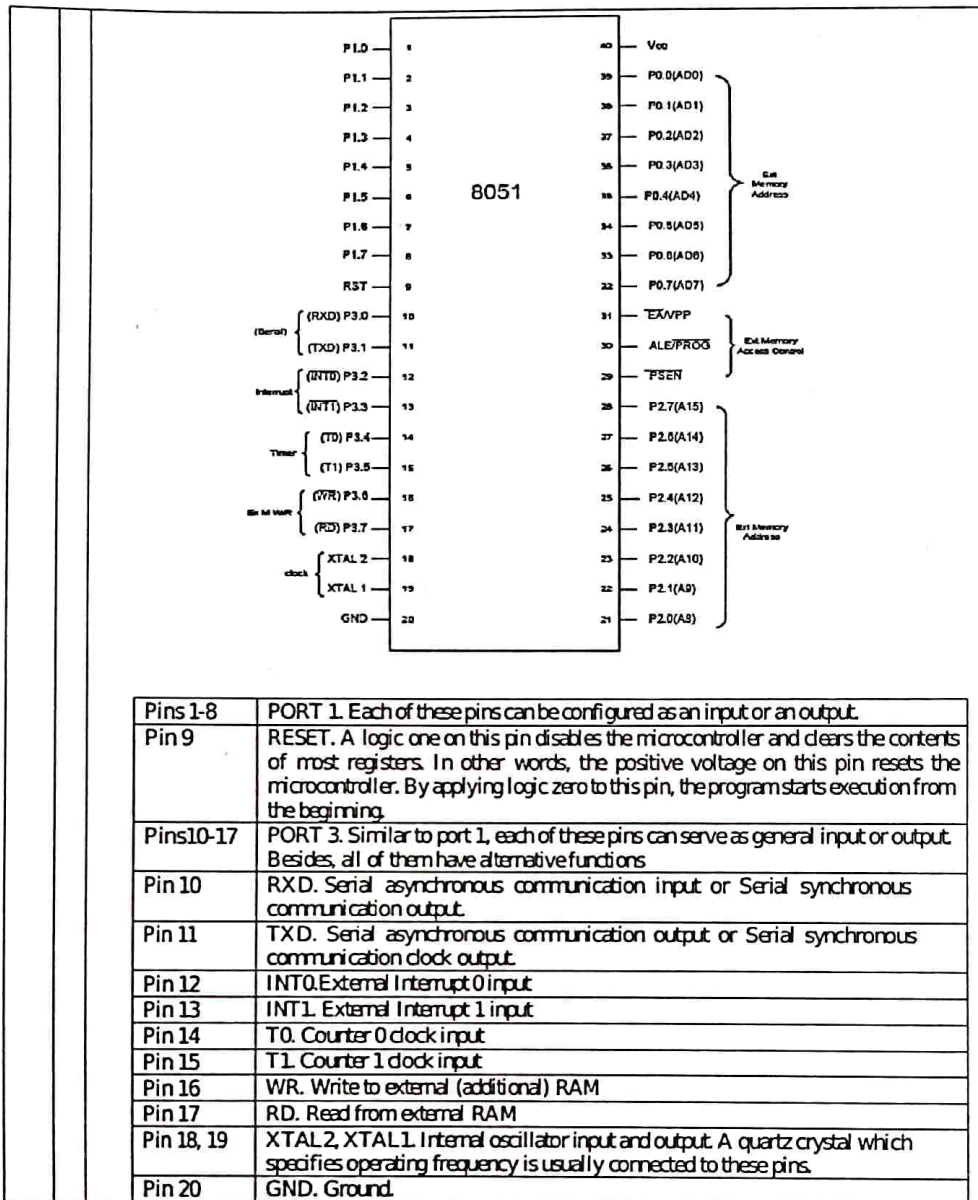 P1.0 1 40 Vcc
P1.1 2 39 P0.0(AD0)
P1.2 3 38 P0.1(AD1)
P1.3 4 37 P0.2(AD2)
P1.4 5 36 P0.3(AD3)
Ext
Memory
Address
P1.5 6 8051 35 P0.4(AD4)
P1.6 7 34 P0.5(AD5)
P1.7 8 33 P0.6(AD6)
RST 9 32 P0.7(AD7)
(Serial)
(RXD) P3.0 10 31 EA/VPP
(TXD) P3.1 11 30 ALE/PROG
Ext Memory
Access Control
Interrupt
(INT0) P3.2 12 29 PSEN
(INT1) P3.3 13 28 P2.7(A15)
Timer
(T0) P3.4 14 27 P2.6(A14)
(T1) P3.5 15 26 P2.5(A13)
(WR) P3.6 16 25 P2.4(A12)
(RD) P3.7 17 24 P2.3(A11)
Ext Memory
Address
clock
XTAL 2 18 23 P2.2(A10)
XTAL 1 19 22 P2.1(A9)
GND 20 21 P2.0(A8)
Pins 1-8 PORT 1. Each of these pins can be configured as an input or an output.
Pin 9 RESET. A logic one on this pin disables the microcontroller and clears the contents
of most registers. In other words, the positive voltage on this pin resets the
microcontroller. By applying logic zero to this pin, the program starts execution from
the beginning.
Pins10-17 PORT 3. Similar to port 1, each of these pins can serve as general input or output.
Besides, all of them have alternative functions
Pin 10 RXD. Serial asynchronous communication input or Serial synchronous
communication output.
Pin 11 TXD. Serial asynchronous communication output or Serial synchronous
communication clock output.
Pin 12 INT0.External Interrupt 0 input
Pin 13 INT1. External Interrupt 1 input
Pin 14 T0. Counter 0 clock input
Pin 15 T1. Counter 1 clock input
Pin 16 WR. Write to external (additional) RAM
Pin 17 RD. Read from external RAM
Pin 18, 19 XTAL2, XTAL1. Internal oscillator input and output. A quartz crystal which
specifies operating frequency is usually connected to these pins.
Pin 20 GND. Ground.